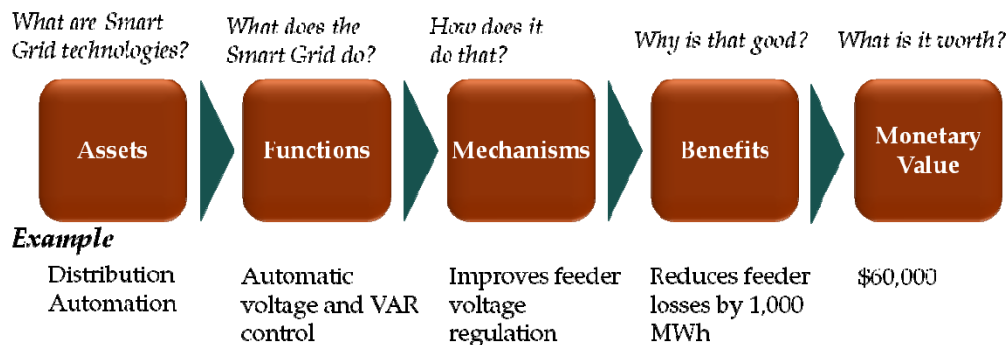 What are Smart
Grid technologies?
What does the
Smart Grid do?
How does it
do that?
Why is that good?
What is it worth?
Assets
Functions
Mechanisms
Benefits
Monetary
Value
Example
Distribution
Automation
Automatic
voltage and VAR
control
Improves feeder
voltage
regulation
Reduces feeder
losses by 1,000
MWh
$60,000